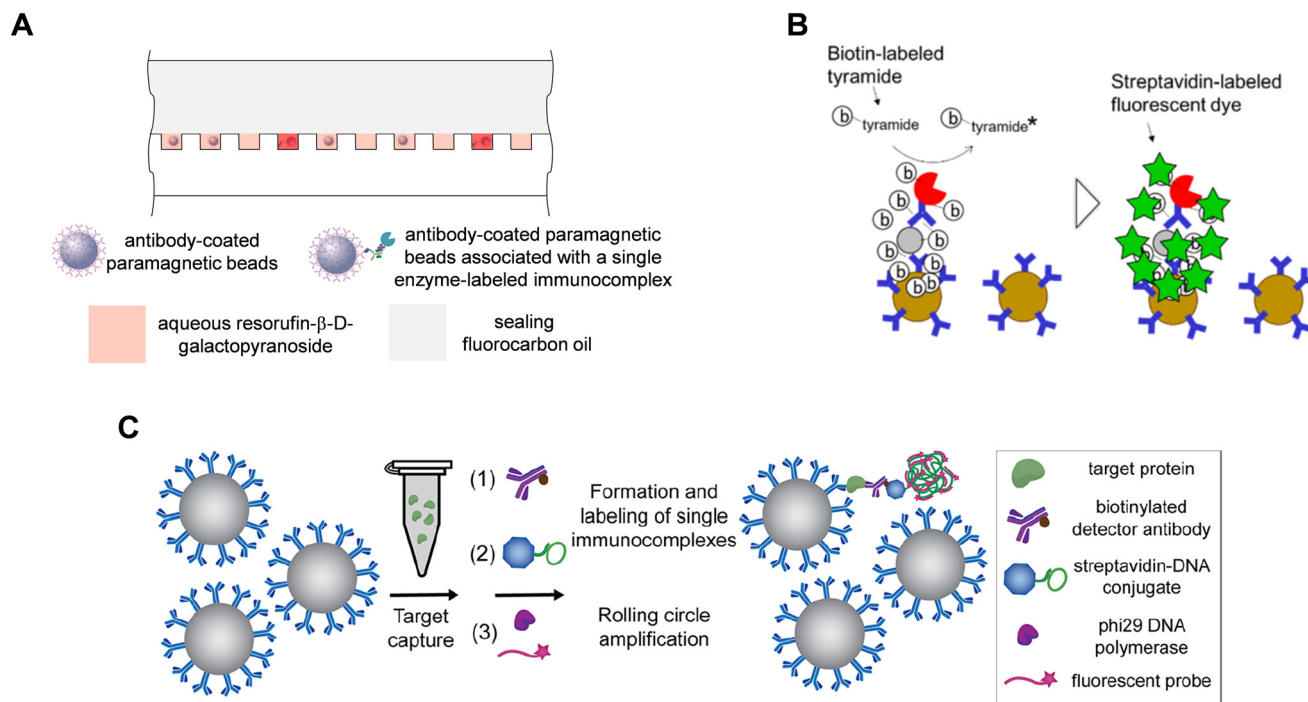 A
antibody-coated
paramagnetic beads
antibody-coated paramagnetic
beads associated with a single
enzyme-labeled immunocomplex
aqueous resorufin-β-D-
galactopyranoside
sealing
fluorocarbon oil
B
Biotin-labeled
tyramide
b tyramide
b tyramide*
b
b
b
b
b
b
b
b
b
b
Streptavidin-labeled
fluorescent dye
b
b
C
Target
capture
(1)
(2)
(3)
Formation and
labeling of single
immunocomplexes
Rolling circle
amplification
target protein
biotinylated
detector antibody
streptavidin-DNA
conjugate
phi29 DNA
polymerase
fluorescent probe